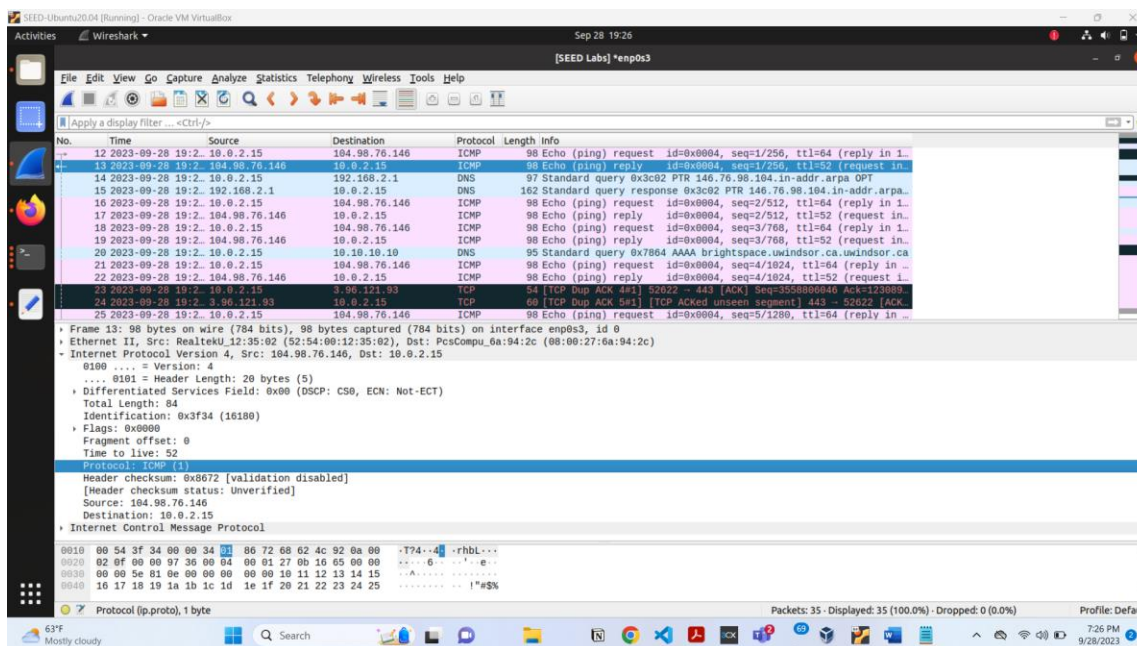 SEED-Ubuntu20.04 [Running] - Oracle VM VirtualBox
Activities Wireshark Sep 28 19:26
[SEED Labs] *enp0s3
File Edit View Go Capture Analyze Statistics Telephony Wireless Tools Help
Apply a display filter ... <Ctrl-/>
No. Time Source Destination Protocol Length Info
12 2023-09-28 19:2… 10.0.2.15 104.98.76.146 ICMP 98 Echo (ping) request id=0x0004, seq=1/256, ttl=64 (reply in 1…
13 2023-09-28 19:2… 104.98.76.146 10.0.2.15 ICMP 98 Echo (ping) reply id=0x0004, seq=1/256, ttl=52 (request in…
14 2023-09-28 19:2… 10.0.2.15 192.168.2.1 DNS 97 Standard query 0x3c02 PTR 146.76.98.104.in-addr.arpa OPT
15 2023-09-28 19:2… 192.168.2.1 10.0.2.15 DNS 162 Standard query response 0x3c02 PTR 146.76.98.104.in-addr.arpa…
16 2023-09-28 19:2… 10.0.2.15 104.98.76.146 ICMP 98 Echo (ping) request id=0x0004, seq=2/512, ttl=64 (reply in 1…
17 2023-09-28 19:2… 104.98.76.146 10.0.2.15 ICMP 98 Echo (ping) reply id=0x0004, seq=2/512, ttl=52 (request in…
18 2023-09-28 19:2… 10.0.2.15 104.98.76.146 ICMP 98 Echo (ping) request id=0x0004, seq=3/768, ttl=64 (reply in 1…
19 2023-09-28 19:2… 104.98.76.146 10.0.2.15 ICMP 98 Echo (ping) reply id=0x0004, seq=3/768, ttl=52 (request in…
20 2023-09-28 19:2… 10.0.2.15 10.10.10.10 DNS 95 Standard query 0x7864 AAAA brightspace.uwindsor.ca.uwindsor.ca
21 2023-09-28 19:2… 10.0.2.15 104.98.76.146 ICMP 98 Echo (ping) request id=0x0004, seq=4/1024, ttl=64 (reply in …
22 2023-09-28 19:2… 104.98.76.146 10.0.2.15 ICMP 98 Echo (ping) reply id=0x0004, seq=4/1024, ttl=52 (request i…
23 2023-09-28 19:2… 10.0.2.15 3.96.121.93 TCP 54 [TCP Dup ACK 4#1] 52622 → 443 [ACK] Seq=3558806046 Ack=123089…
24 2023-09-28 19:2… 3.96.121.93 10.0.2.15 TCP 60 [TCP Dup ACK 5#1] [TCP ACKed unseen segment] 443 → 52622 [ACK…
25 2023-09-28 19:2… 10.0.2.15 104.98.76.146 ICMP 98 Echo (ping) request id=0x0004, seq=5/1280, ttl=64 (reply in …
Frame 13: 98 bytes on wire (784 bits), 98 bytes captured (784 bits) on interface enp0s3, id 0
Ethernet II, Src: RealtekU_12:35:02 (52:54:00:12:35:02), Dst: PcsCompu_6a:94:2c (08:00:27:6a:94:2c)
Internet Protocol Version 4, Src: 104.98.76.146, Dst: 10.0.2.15
0100 .... = Version: 4
.... 0101 = Header Length: 20 bytes (5)
Differentiated Services Field: 0x00 (DSCP: CS0, ECN: Not-ECT)
Total Length: 84
Identification: 0x3f34 (16180)
Flags: 0x0000
Fragment offset: 0
Time to live: 52
Protocol: ICMP (1)
Header checksum: 0x8672 [validation disabled]
[Header checksum status: Unverified]
Source: 104.98.76.146
Destination: 10.0.2.15
Internet Control Message Protocol
0010 00 54 3f 34 00 00 34 01 86 72 68 62 4c 92 0a 00 ·T?4··4· ·rhbL···
0020 02 0f 00 00 97 36 00 04 00 01 27 0b 16 65 00 00 ·····6·· ··'··e··
0030 00 00 5e 81 0e 00 00 00 00 00 10 11 12 13 14 15 ··^····· ········
0040 16 17 18 19 1a 1b 1c 1d 1e 1f 20 21 22 23 24 25 ········ ·· !"#$%
Protocol (ip.proto), 1 byte Packets: 35 · Displayed: 35 (100.0%) · Dropped: 0 (0.0%) Profile: Defa
63°F
Mostly cloudy
Search
69
7:26 PM
9/28/2023